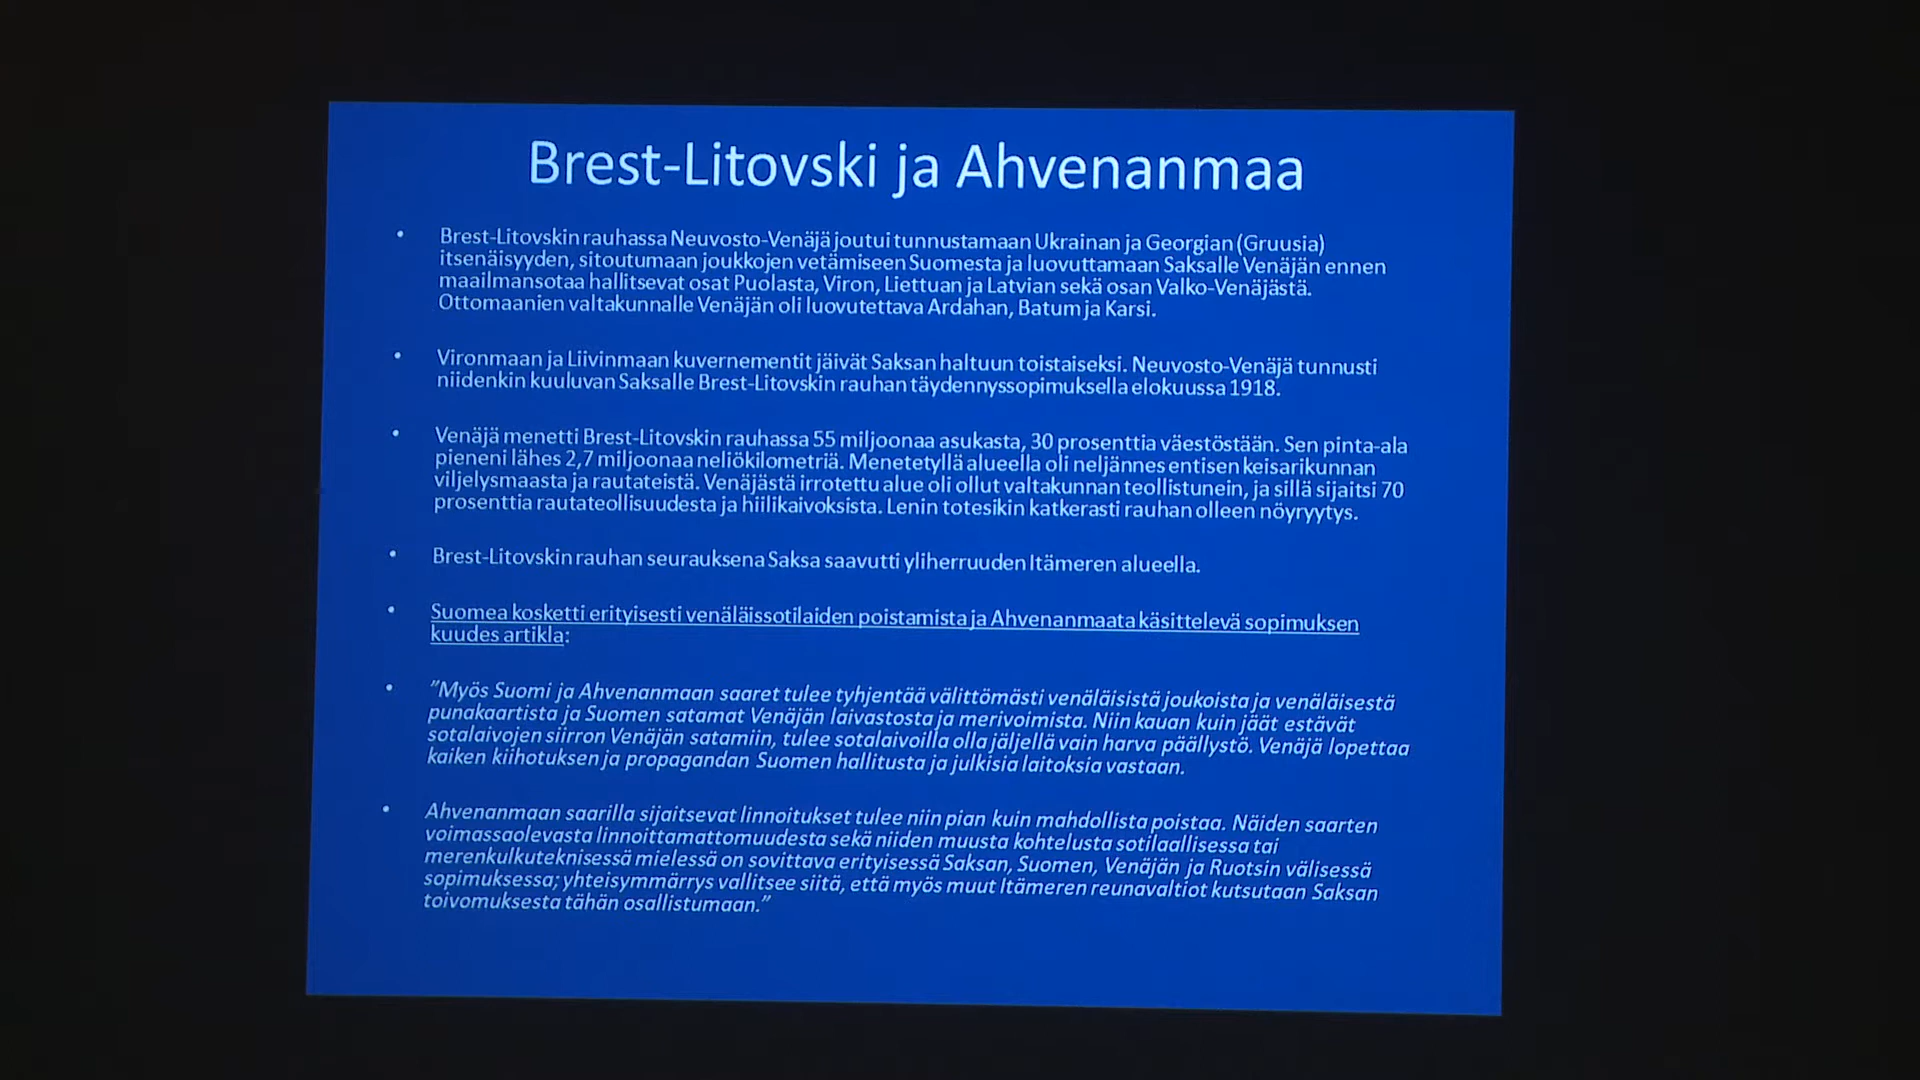 Brest-Litovski ja Ahvenanmaa
• Brest-Litovskin rauhassa Neuvosto-Venäjä joutui tunnustamaan Ukrainan ja Georgian (Gruusia)
itsenäisyyden, sitoutumaan joukkojen vetämiseen Suomesta ja luovuttamaan Saksalle Venäjän ennen
maailmansotaa hallitsevat osat Puolasta, Viron, Liettuan ja Latvian sekä osan Valko-Venäjästä.
Ottomaanien valtakunnalle Venäjän oli luovutettava Ardahan, Batum ja Karsi.
• Vironmaan ja Liivinmaan kuvernementit jäivät Saksan haltuun toistaiseksi. Neuvosto-Venäjä tunnusti
niidenkin kuuluvan Saksalle Brest-Litovskin rauhan täydennyssopimuksella elokuussa 1918.
• Venäjä menetti Brest-Litovskin rauhassa 55 miljoonaa asukasta, 30 prosenttia väestöstään. Sen pinta-ala
pieneni lähes 2,7 miljoonaa neliökilometriä. Menetetyllä alueella oli neljännes entisen keisarikunnan
viljelysmaasta ja rautateistä. Venäjästä irrotettu alue oli ollut valtakunnan teollistunein, ja sillä sijaitsi 70
prosenttia rautateollisuudesta ja hiilikaivoksista. Lenin totesikin katkerasti rauhan olleen nöyryytys.
• Brest-Litovskin rauhan seurauksena Saksa saavutti yliherruuden Itämeren alueella.
• Suomea kosketti erityisesti venäläissotilaiden poistamista ja Ahvenanmaata käsittelevä sopimuksen
kuudes artikla:
• ”Myös Suomi ja Ahvenanmaan saaret tulee tyhjentää välittömästi venäläisistä joukoista ja venäläisestä
punakaartista ja Suomen satamat Venäjän laivastosta ja merivoimista. Niin kauan kuin jäät estävät
sotalaivojen siirron Venäjän satamiin, tulee sotalaivoilla olla jäljellä vain harva päällystö. Venäjä lopettaa
kaiken kiihotuksen ja propagandan Suomen hallitusta ja julkisia laitoksia vastaan.
• Ahvenanmaan saarilla sijaitsevat linnoitukset tulee niin pian kuin mahdollista poistaa. Näiden saarten
voimassaolevasta linnoittamattomuudesta sekä niiden muusta kohtelusta sotilaallisessa tai
merenkulkuteknisessä mielessä on sovittava erityisessä Saksan, Suomen, Venäjän ja Ruotsin välisessä
sopimuksessa; yhteisymmärrys vallitsee siitä, että myös muut Itämeren reunavaltiot kutsutaan Saksan
toivomuksesta tähän osallistumaan.”